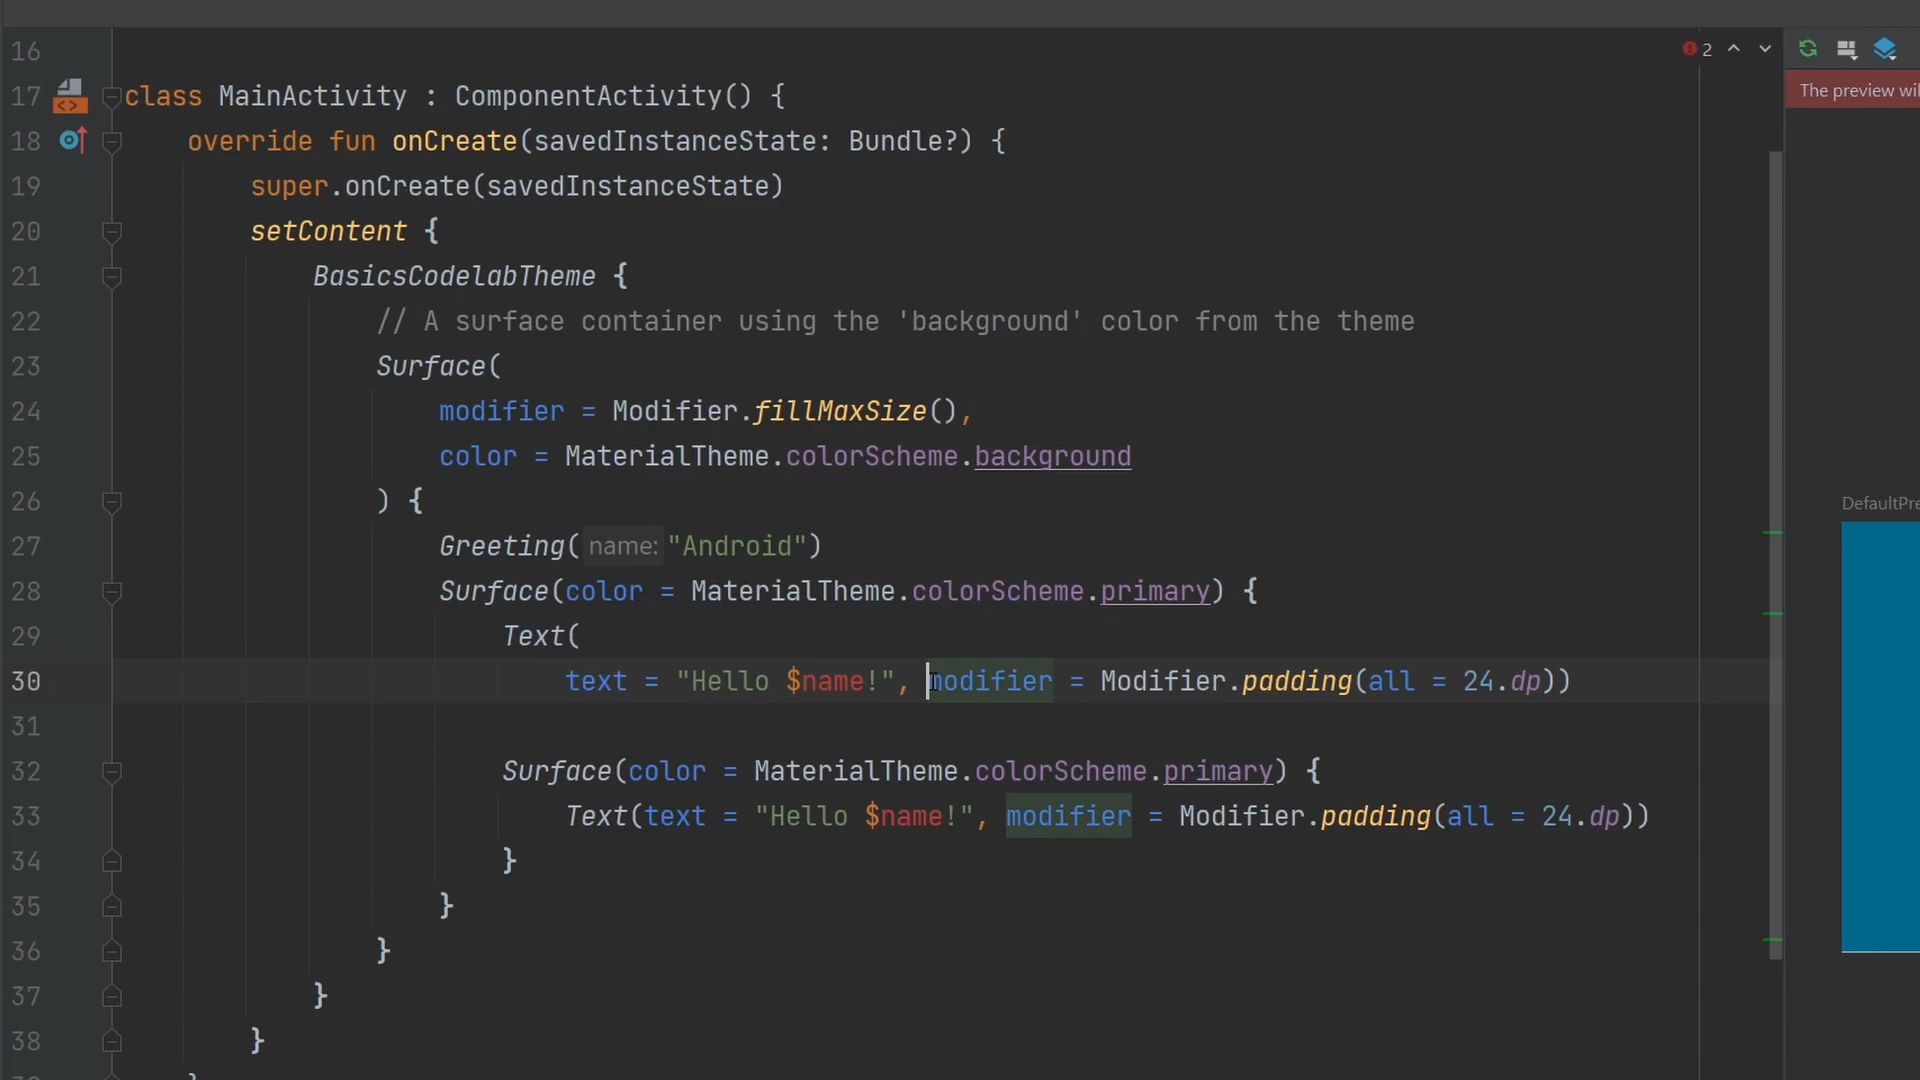 16
2
The preview wil
17 class MainActivity : ComponentActivity() {
18 override fun onCreate(savedInstanceState: Bundle?) {
19 super.onCreate(savedInstanceState)
20 setContent {
21 BasicsCodelabTheme {
22 // A surface container using the 'background' color from the theme
23 Surface(
24 modifier = Modifier.fillMaxSize(),
25 color = MaterialTheme.colorScheme.background
26 ) {
DefaultPre
27 Greeting( name: "Android")
28 Surface(color = MaterialTheme.colorScheme.primary) {
29 Text(
30 text = "Hello $name!", modifier = Modifier.padding(all = 24.dp))
31
32 Surface(color = MaterialTheme.colorScheme.primary) {
33 Text(text = "Hello $name!", modifier = Modifier.padding(all = 24.dp))
34 }
35 }
36 }
37 }
38 }